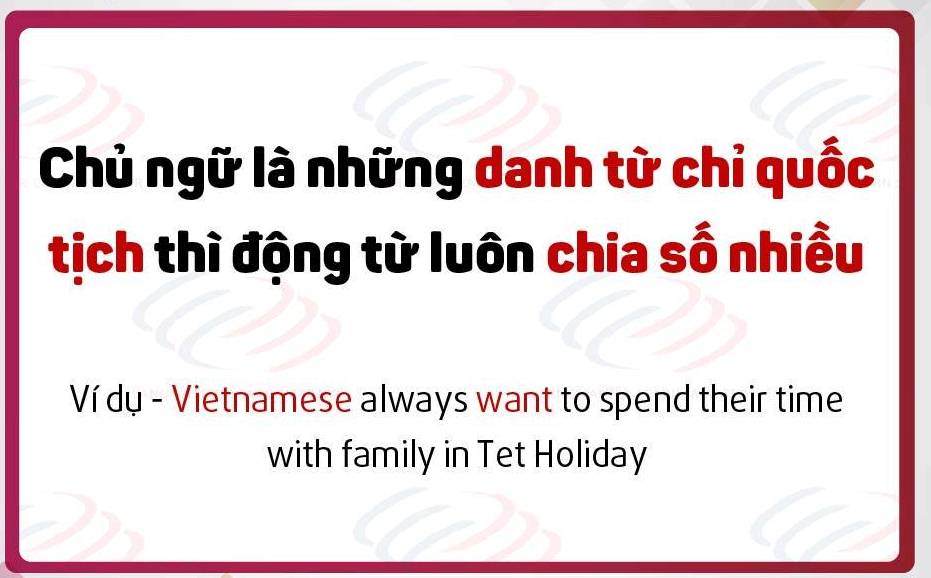 Chủ ngữ là những danh từ chỉ quốc
tịch thì động từ luôn chia số nhiều
Ví dụ - Vietnamese always want to spend their time
with family in Tet Holiday